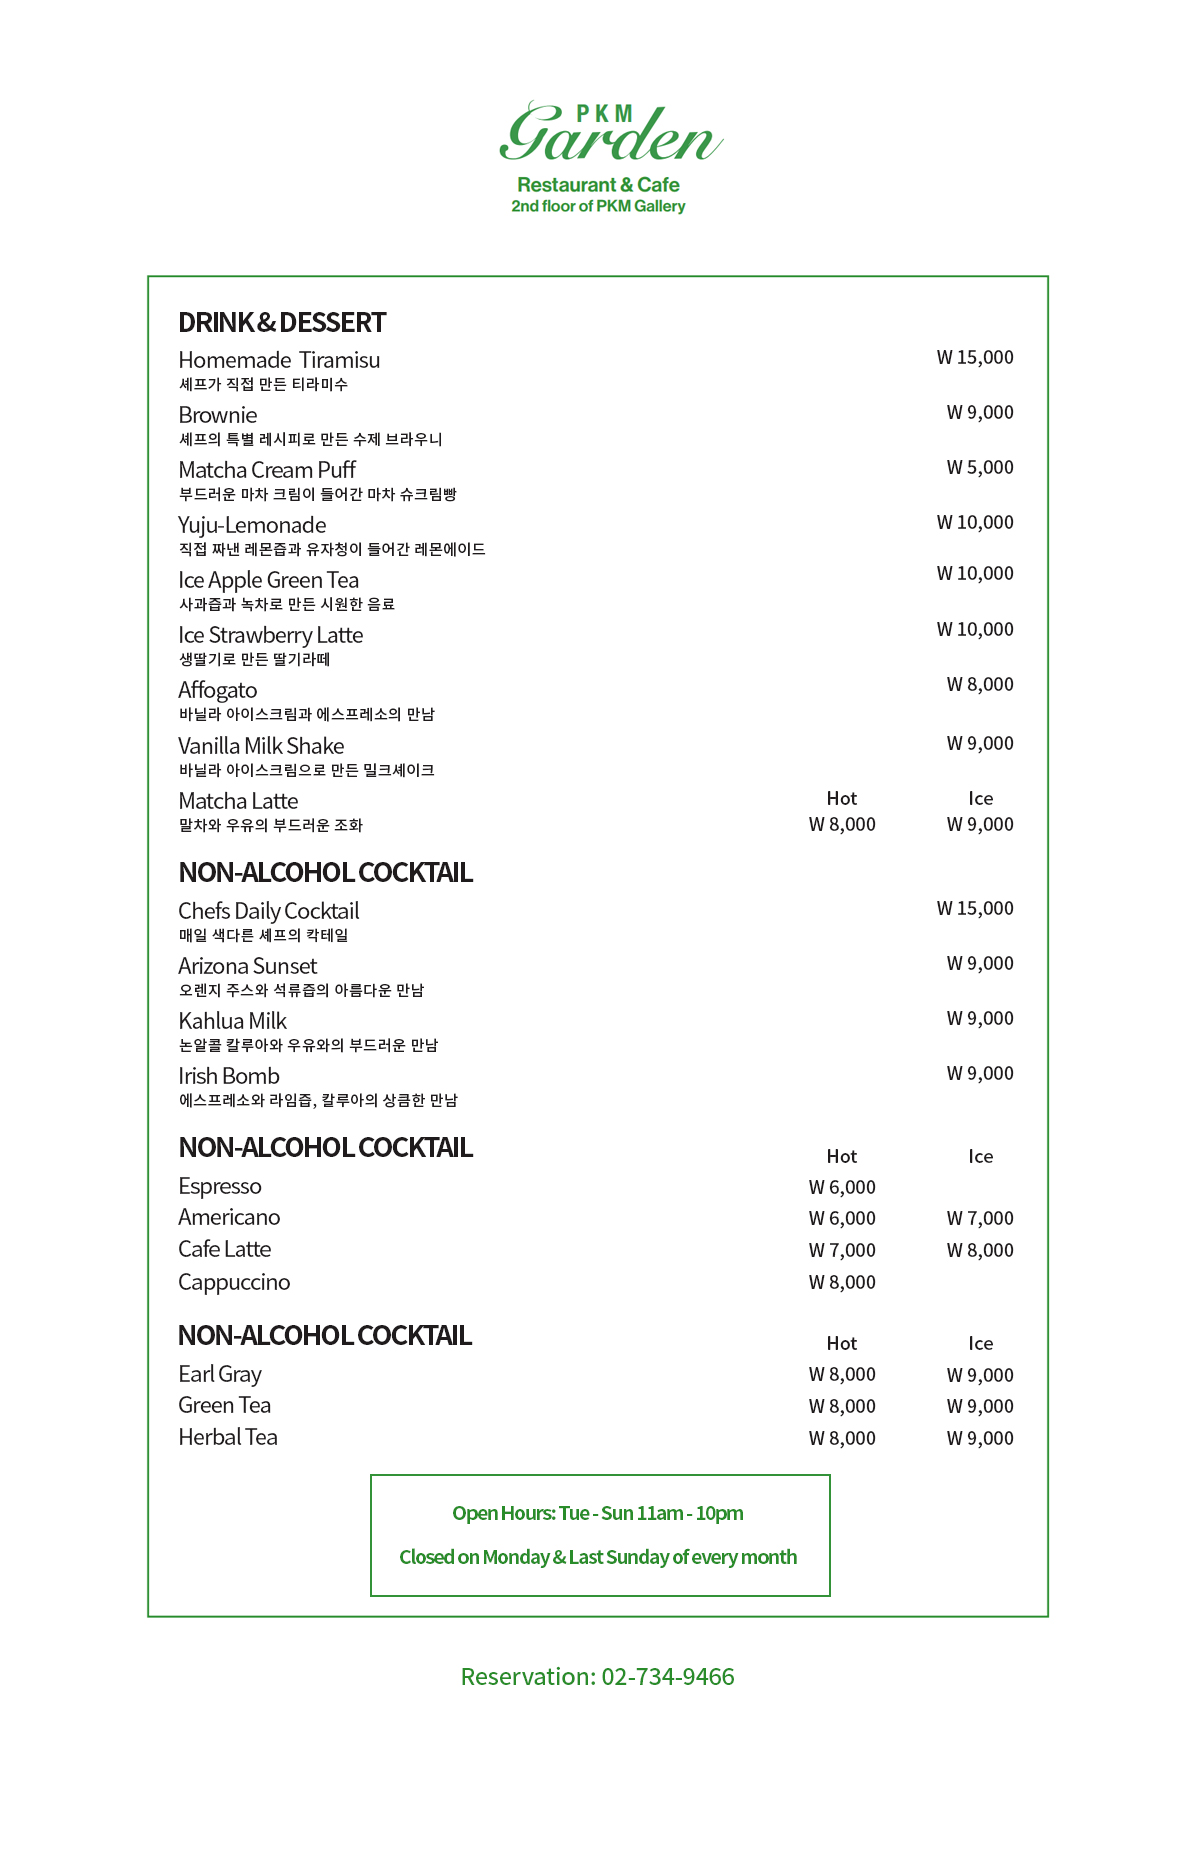 PKM
Garden
Restaurant & Cafe
2nd floor of PKM Gallery
DRINK & DESSERT
Homemade Tiramisu W 15,000
셰프가 직접 만든 티라미수
Brownie W 9,000
셰프의 특별 레시피로 만든 수제 브라우니
Matcha Cream Puff W 5,000
부드러운 마차 크림이 들어간 마차 슈크림빵
Yuju-Lemonade W 10,000
직접 짜낸 레몬즙과 유자청이 들어간 레몬에이드
Ice Apple Green Tea W 10,000
사과즙과 녹차로 만든 시원한 음료
Ice Strawberry Latte W 10,000
생딸기로 만든 딸기라떼
Affogato W 8,000
바닐라 아이스크림과 에스프레소의 만남
Vanilla Milk Shake W 9,000
바닐라 아이스크림으로 만든 밀크셰이크
Matcha Latte Hot Ice
말차와 우유의 부드러운 조화 W 8,000 W 9,000
NON-ALCOHOL COCKTAIL
Chefs Daily Cocktail W 15,000
매일 색다른 셰프의 칵테일
Arizona Sunset W 9,000
오렌지 주스와 석류즙의 아름다운 만남
Kahlua Milk W 9,000
논알콜 칼루아와 우유와의 부드러운 만남
Irish Bomb W 9,000
에스프레소와 라임즙, 칼루아의 상큼한 만남
NON-ALCOHOL COCKTAIL Hot Ice
Espresso W 6,000
Americano W 6,000 W 7,000
Cafe Latte W 7,000 W 8,000
Cappuccino W 8,000
NON-ALCOHOL COCKTAIL Hot Ice
Earl Gray W 8,000 W 9,000
Green Tea W 8,000 W 9,000
Herbal Tea W 8,000 W 9,000
Open Hours: Tue - Sun 11am - 10pm
Closed on Monday & Last Sunday of every month
Reservation: 02-734-9466